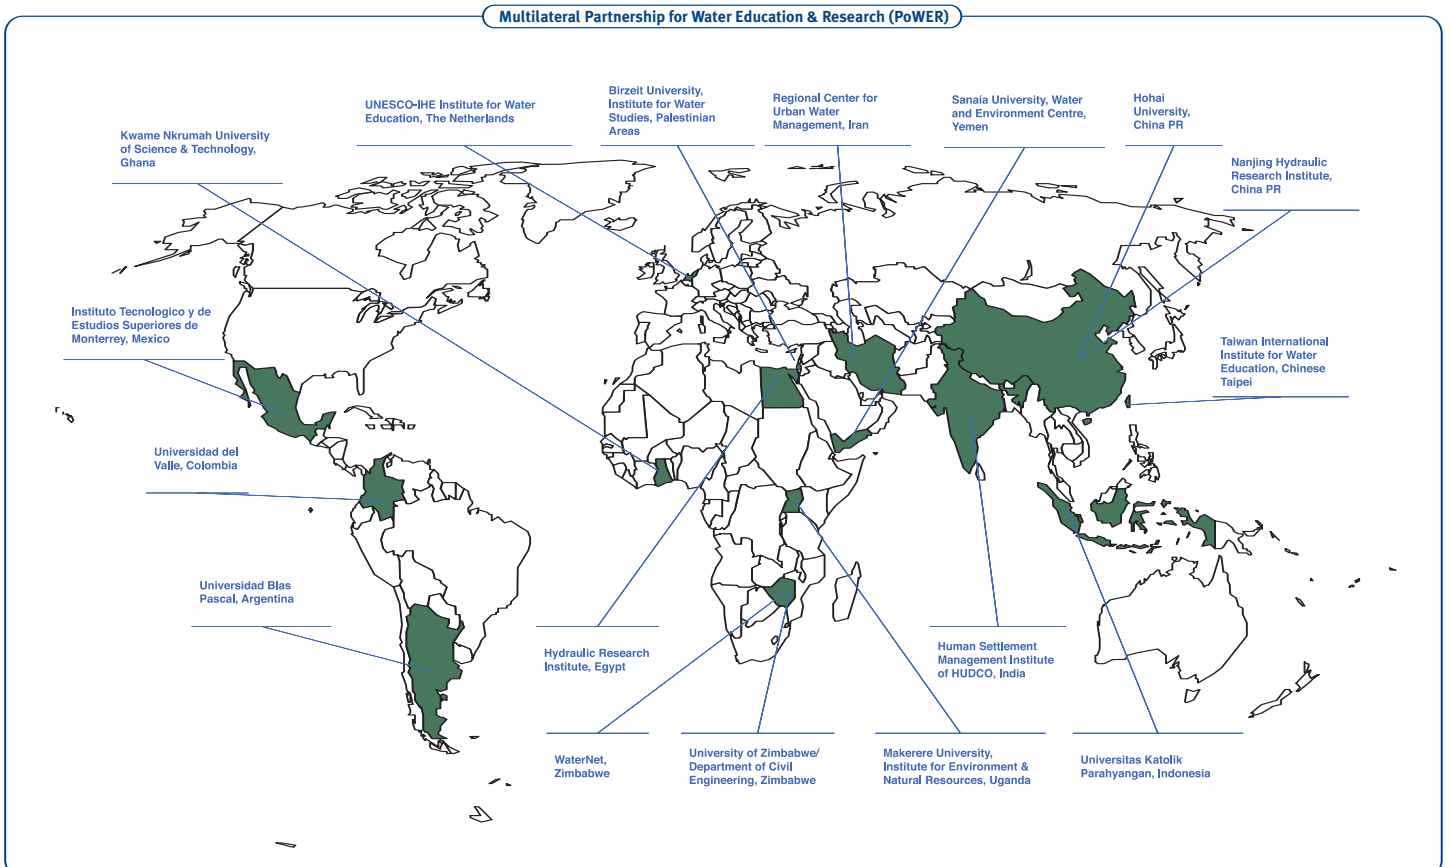 Multilateral Partnership for Water Education & Research (PoWER)
Kwame Nkrumah University
of Science & Technology,
Ghana
UNESCO-IHE Institute for Water
Education, The Netherlands
Birzeit University,
Institute for Water
Studies, Palestinian
Areas
Regional Center for
Urban Water
Management, Iran
Sanaía University, Water
and Environment Centre,
Yemen
Hohai
University,
China PR
Nanjing Hydraulic
Research Institute,
China PR
Instituto Tecnologico y de
Estudios Superiores de
Monterrey, Mexico
Taiwan International
Institute for Water
Education, Chinese
Taipei
Universidad del
Valle, Colombia
Universidad Blas
Pascal, Argentina
Hydraulic Research
Institute, Egypt
Human Settlement
Management Institute
of HUDCO, India
WaterNet,
Zimbabwe
University of Zimbabwe/
Department of Civil
Engineering, Zimbabwe
Makerere University,
Institute for Environment &
Natural Resources, Uganda
Universitas Katolik
Parahyangan, Indonesia